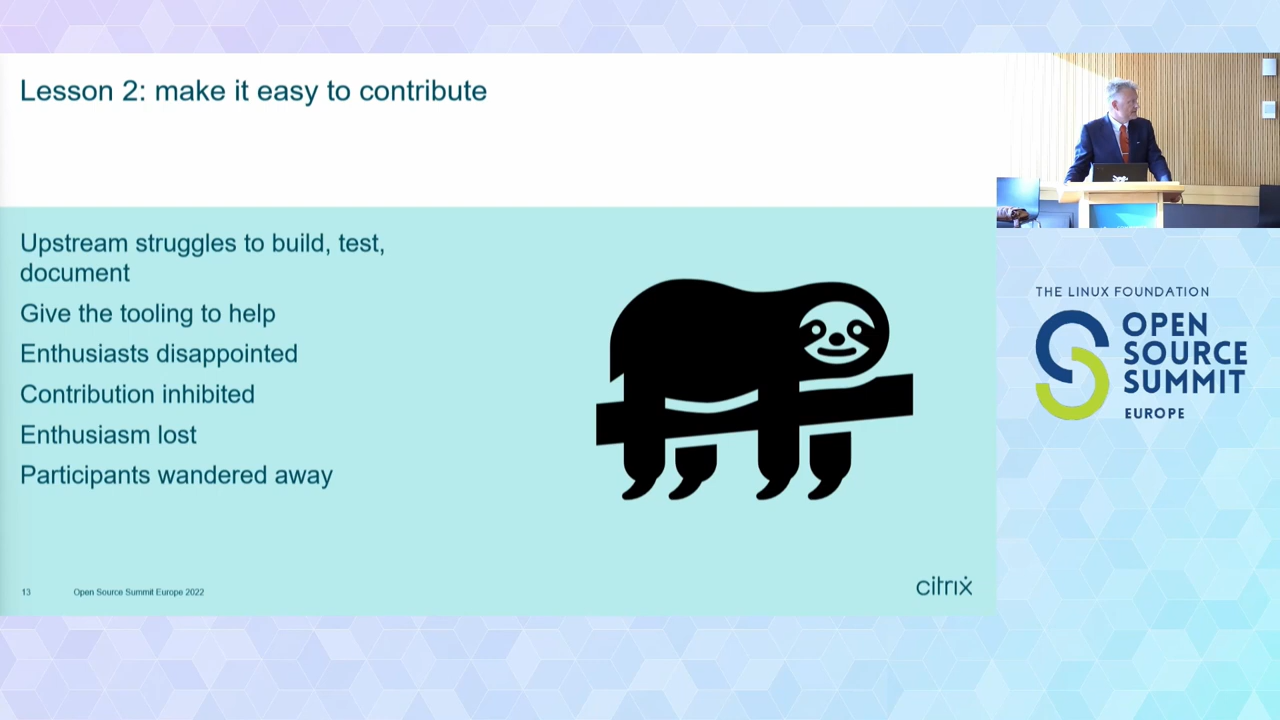 Lesson 2: make it easy to contribute
Upstream struggles to build, test,
document
Give the tooling to help
Enthusiasts disappointed
Contribution inhibited
Enthusiasm lost
Participants wandered away
13
Open Source Summit Europe 2022
citrix
THE LINUX FOUNDATION
OPEN
SOURCE
SUMMIT
EUROPE